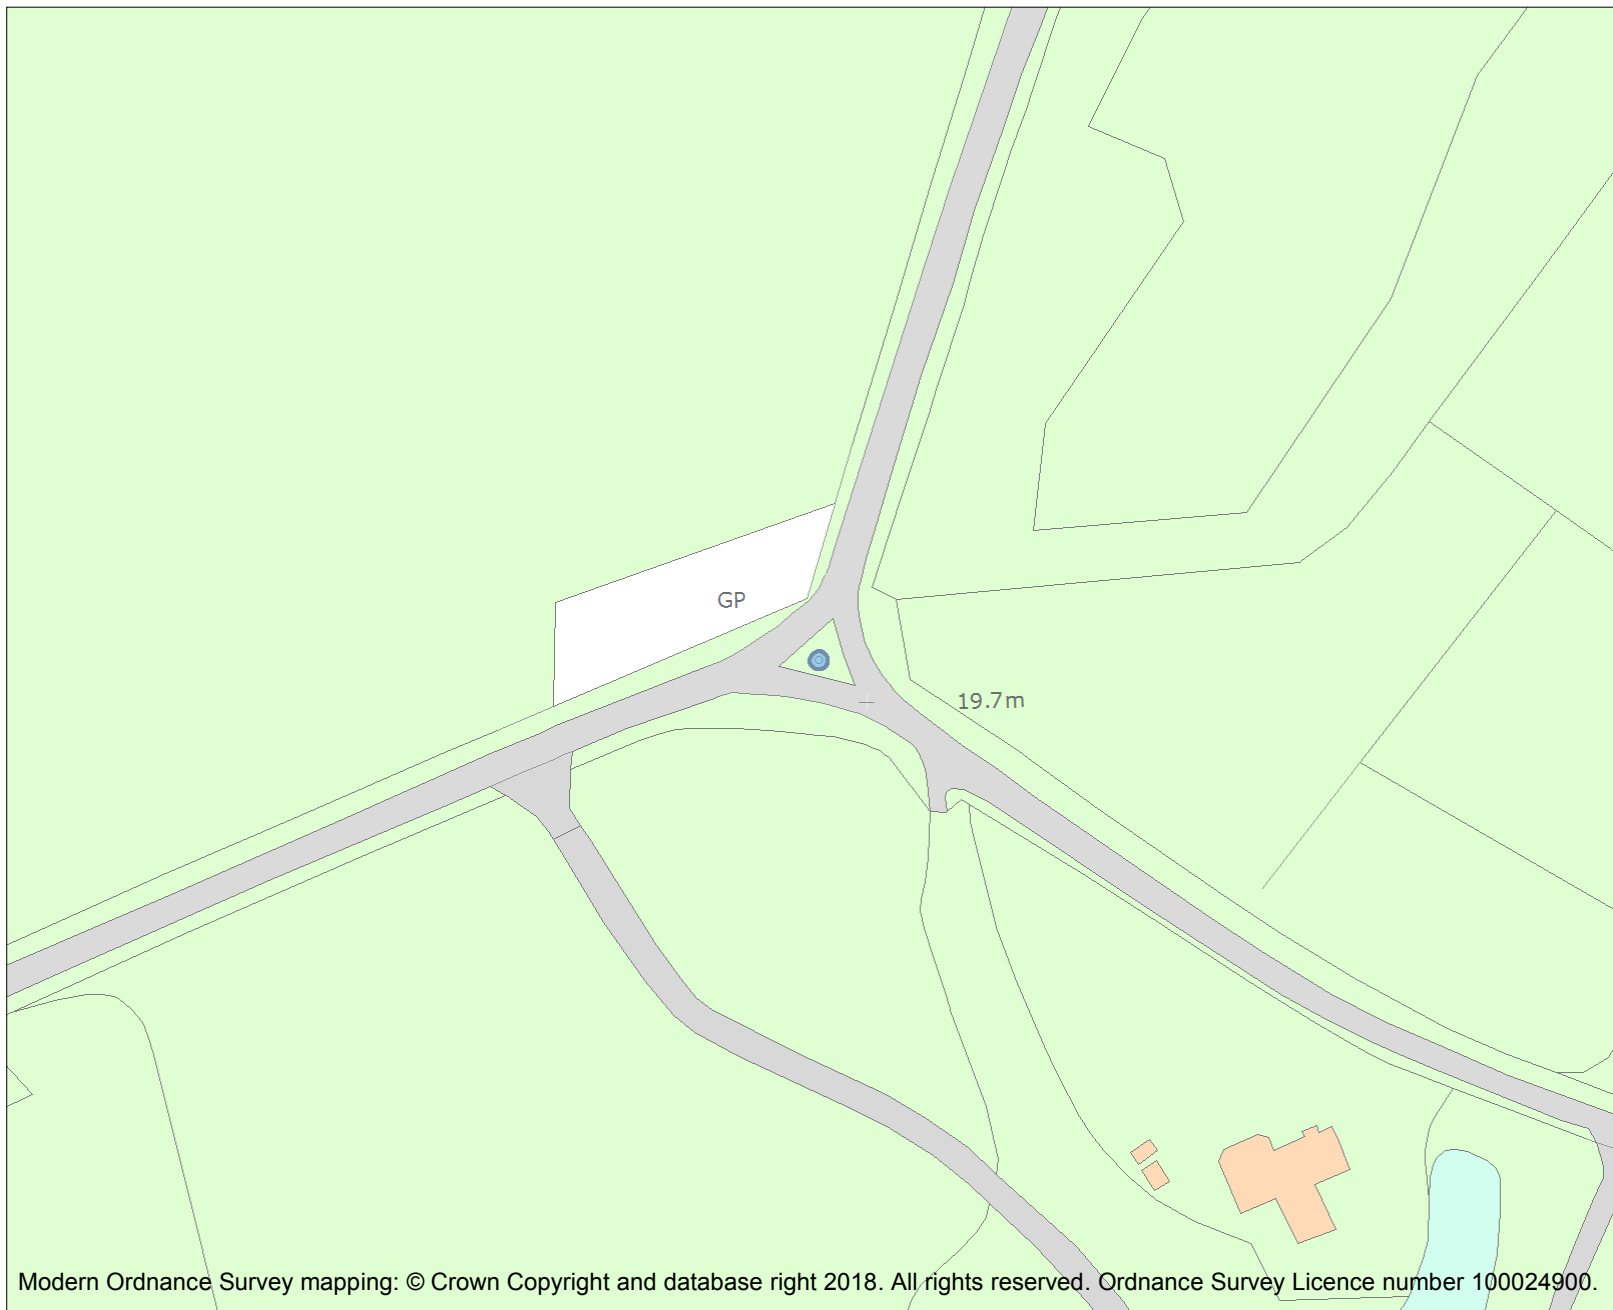 GP
19.7m
Modern Ordnance Survey mapping: © Crown Copyright and database right 2018. All rights reserved. Ordnance Survey Licence number 100024900.